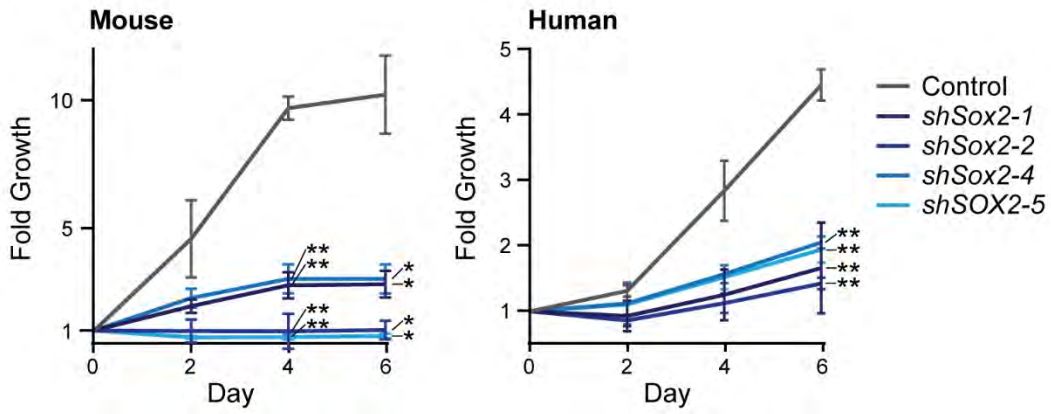 Mouse
Human
Fold Growth
10
5
1
**
**
*
*
**
**
*
*
0
2
4
6
Day
Fold Growth
5
4
3
2
1
**
**
**
**
0
2
4
6
Day
Control
shSox2-1
shSox2-2
shSox2-4
shSOX2-5